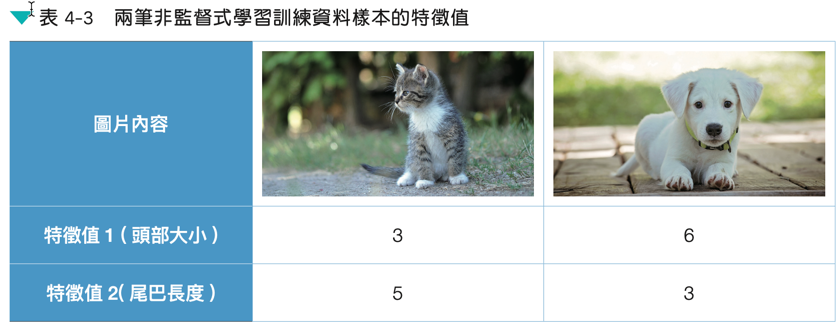 表 4-3 兩筆非監督式學習訓練資料樣本的特徵值
圖片內容
特徵值 1 ( 頭部大小 ) 3 6
特徵值 2( 尾巴長度 ) 5 3